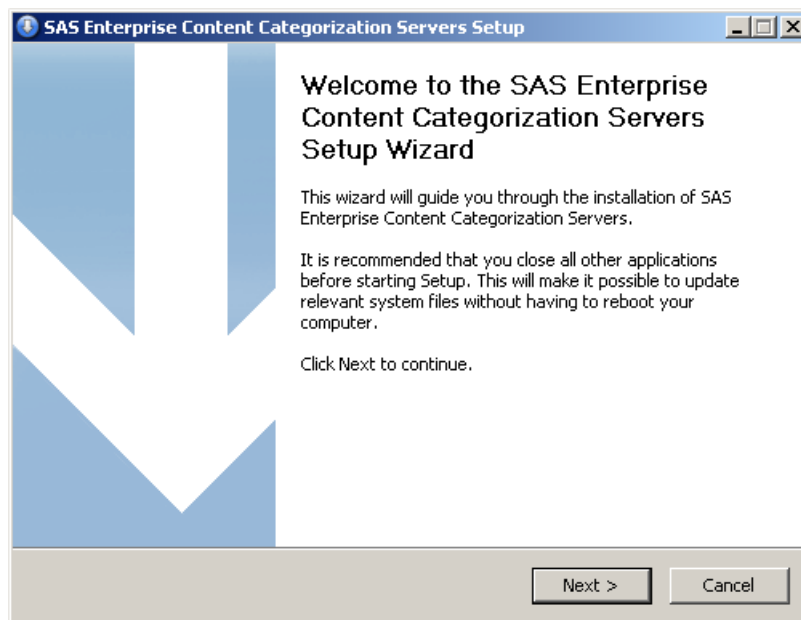 SAS Enterprise Content Categorization Servers Setup
Welcome to the SAS Enterprise
Content Categorization Servers
Setup Wizard
This wizard will guide you through the installation of SAS
Enterprise Content Categorization Servers.
It is recommended that you close all other applications
before starting Setup. This will make it possible to update
relevant system files without having to reboot your
computer.
Click Next to continue.
Next >
Cancel